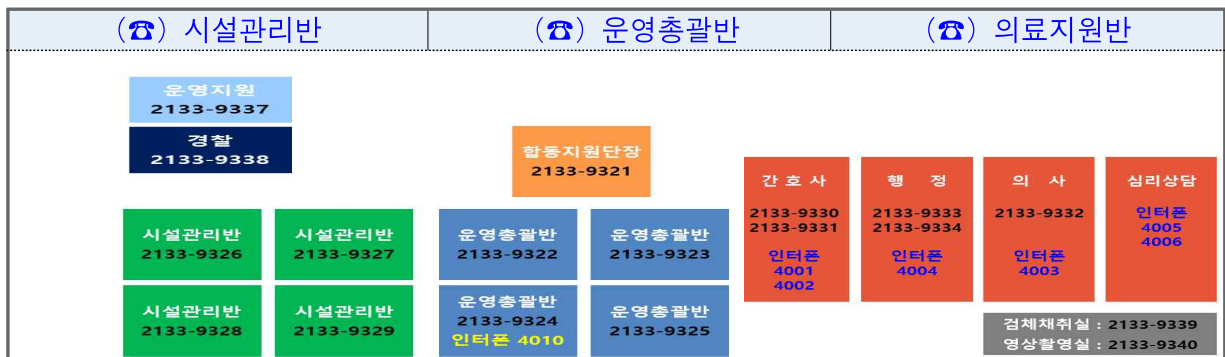 (☎) 시설관리반
(☎) 운영총괄반
(☎) 의료지원반
운영지원
2133-9337
경찰
2133-9338
합동지원단장
2133-9321
시설관리반
2133-9326
시설관리반
2133-9327
시설관리반
2133-9328
시설관리반
2133-9329
운영총괄반
2133-9322
운영총괄반
2133-9323
운영총괄반
2133-9324
인터폰 4010
운영총괄반
2133-9325
간 호 사
2133-9330
2133-9331
인터폰
4001
4002
행 정
2133-9333
2133-9334
인터폰
4004
의 사
2133-9332
인터폰
4003
심리상담
인터폰
4005
4006
검체채취실 : 2133-9339
영상촬영실 : 2133-9340